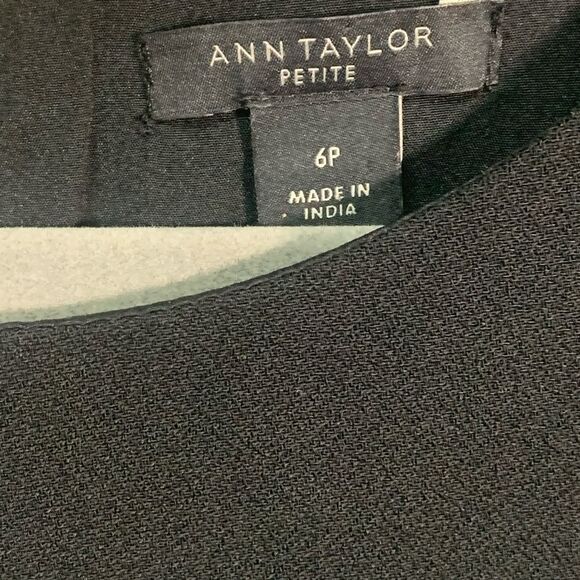 ANN TAYLOR
PETITE
6P
MADE IN
INDIA